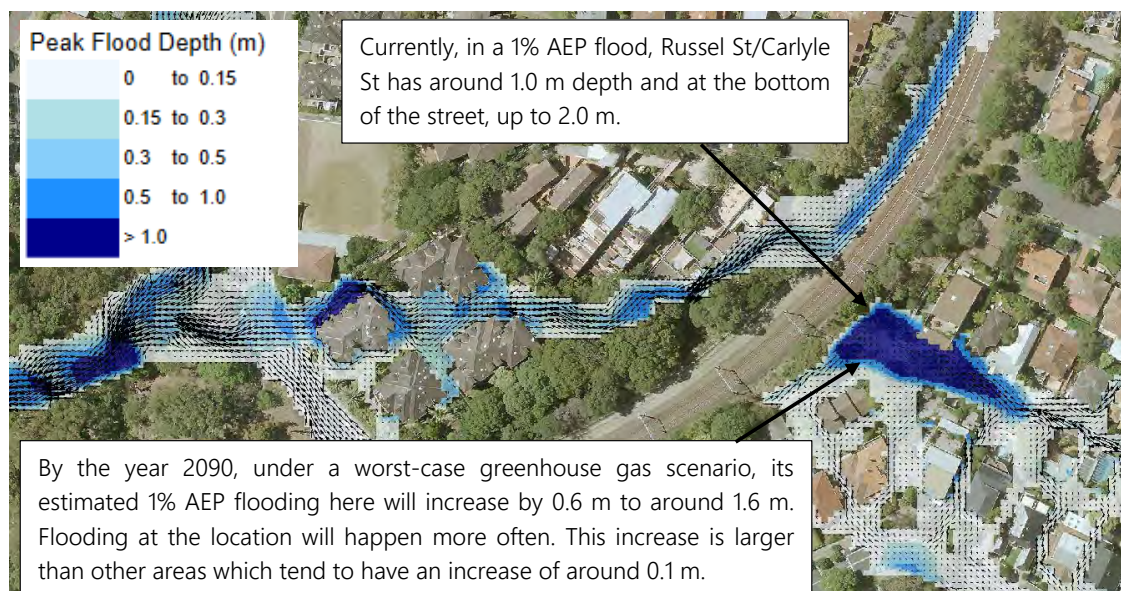 Peak Flood Depth (m)
0 to 0.15
0.15 to 0.3
0.3 to 0.5
0.5 to 1.0
> 1.0
Currently, in a 1% AEP flood, Russel St/Carlyle
St has around 1.0 m depth and at the bottom
of the street, up to 2.0 m.
By the year 2090, under a worst-case greenhouse gas scenario, its
estimated 1% AEP flooding here will increase by 0.6 m to around 1.6 m.
Flooding at the location will happen more often. This increase is larger
than other areas which tend to have an increase of around 0.1 m.